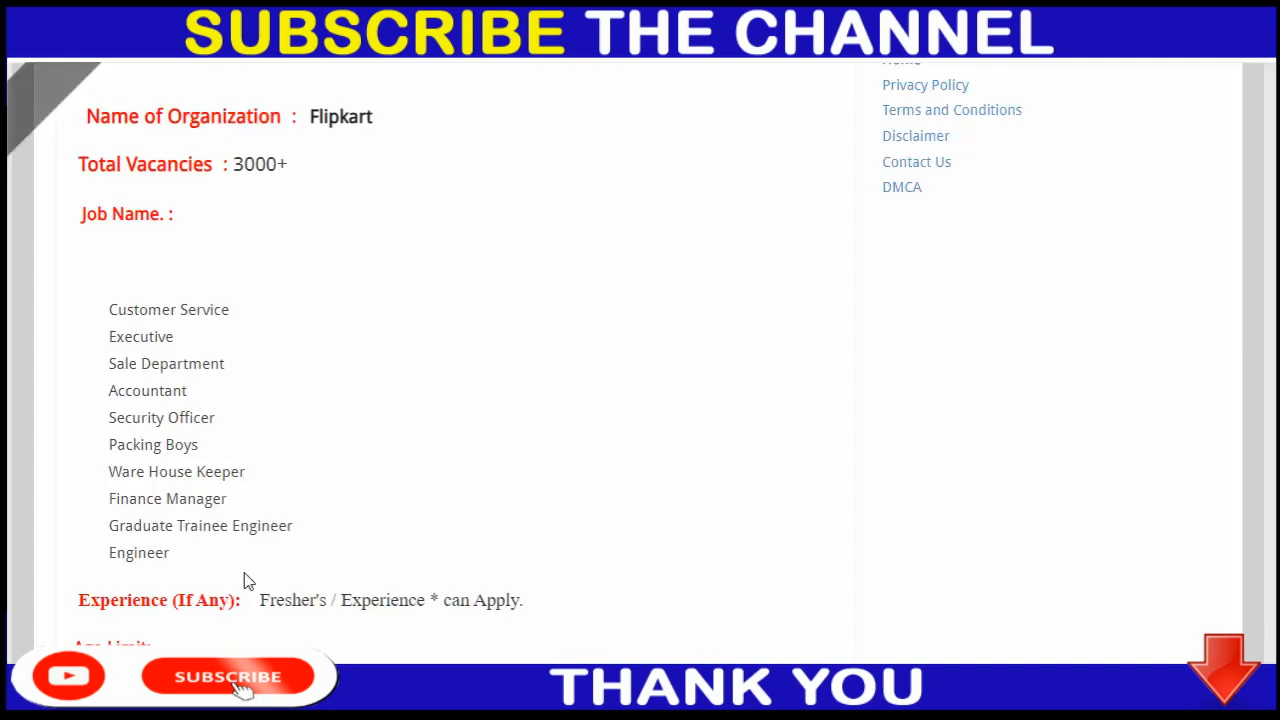 SUBSCRIBE THE CHANNEL
Name of Organization : Flipkart
Total Vacancies : 3000+
Job Name. :
Customer Service
Executive
Sale Department
Accountant
Security Officer
Packing Boys
Ware House Keeper
Finance Manager
Graduate Trainee Engineer
Engineer
Experience (If Any): Fresher's / Experience * can Apply.
Privacy Policy
Terms and Conditions
Disclaimer
Contact Us
DMCA
SUBSCRIBE
THANK YOU